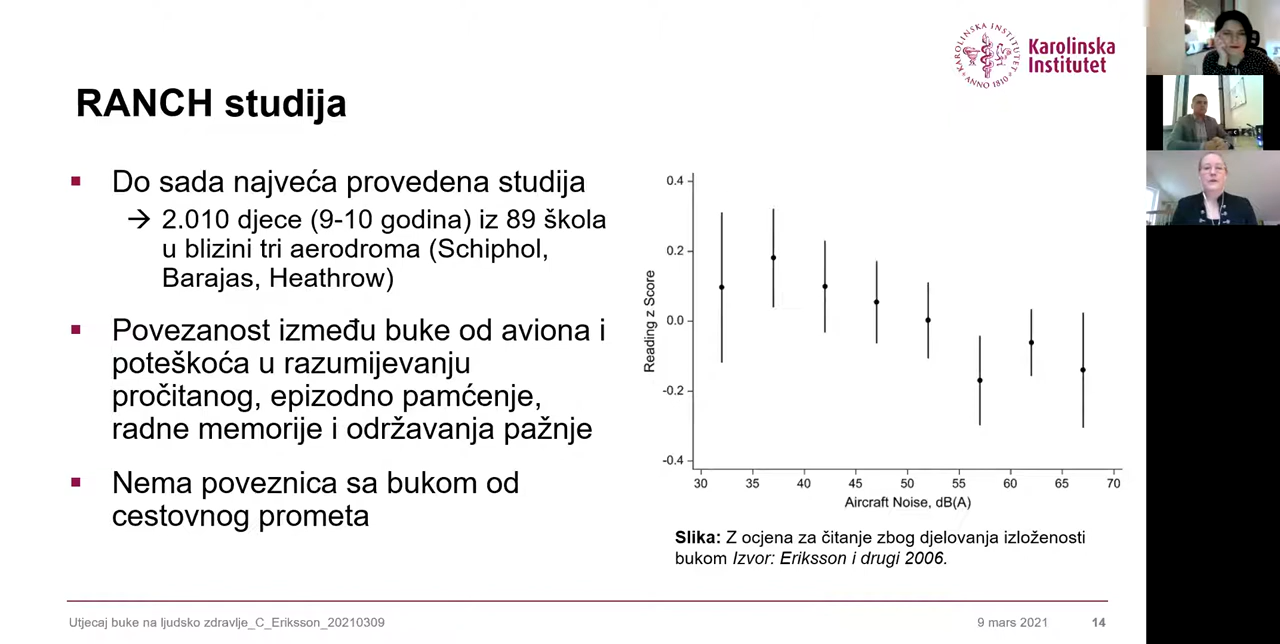 KAROLINSKA INSTITUTET
ANNO 1810
Karolinska
Institutet
RANCH studija
Do sada najveća provedena studija
→ 2.010 djece (9-10 godina) iz 89 škola
u blizini tri aerodroma (Schiphol,
Barajas, Heathrow)
Povezanost između buke od aviona i
poteškoća u razumijevanju
pročitanog, epizodno pamćenje,
radne memorije i održavanja pažnje
Nema poveznica sa bukom od
cestovnog prometa
0.4
0.2
0.0
-0.2
-0.4
Reading z Score
30 35 40 45 50 55 60 65 70
Aircraft Noise, dB(A)
Slika: Z ocjena za čitanje zbog djelovanja izloženosti
bukom Izvor: Eriksson i drugi 2006.
Utjecaj buke na ljudsko zdravlje_C_Eriksson_20210309
9 mars 2021
14